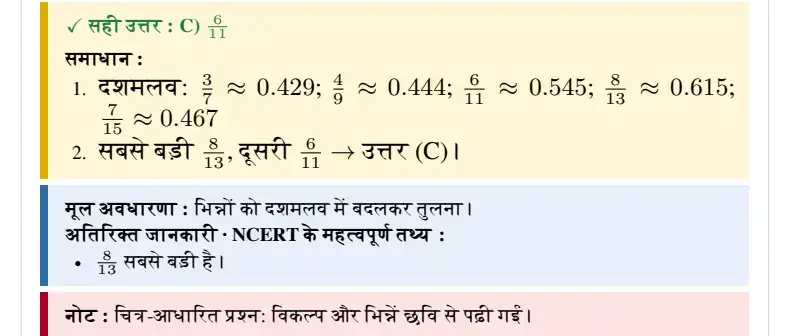 ✓ सही उत्तर : C) 6/11
समाधान :
1. दशमलव: 3/7 ≈ 0.429; 4/9 ≈ 0.444; 6/11 ≈ 0.545; 8/13 ≈ 0.615;
7/15 ≈ 0.467
2. सबसे बड़ी 8/13, दूसरी 6/11 → उत्तर (C)।
मूल अवधारणा : भिन्नों को दशमलव में बदलकर तुलना।
अतिरिक्त जानकारी · NCERT के महत्वपूर्ण तथ्य :
• 8/13 सबसे बड़ी है।
नोट : चित्र-आधारित प्रश्न: विकल्प और भिन्नें छवि से पढ़ी गईं।